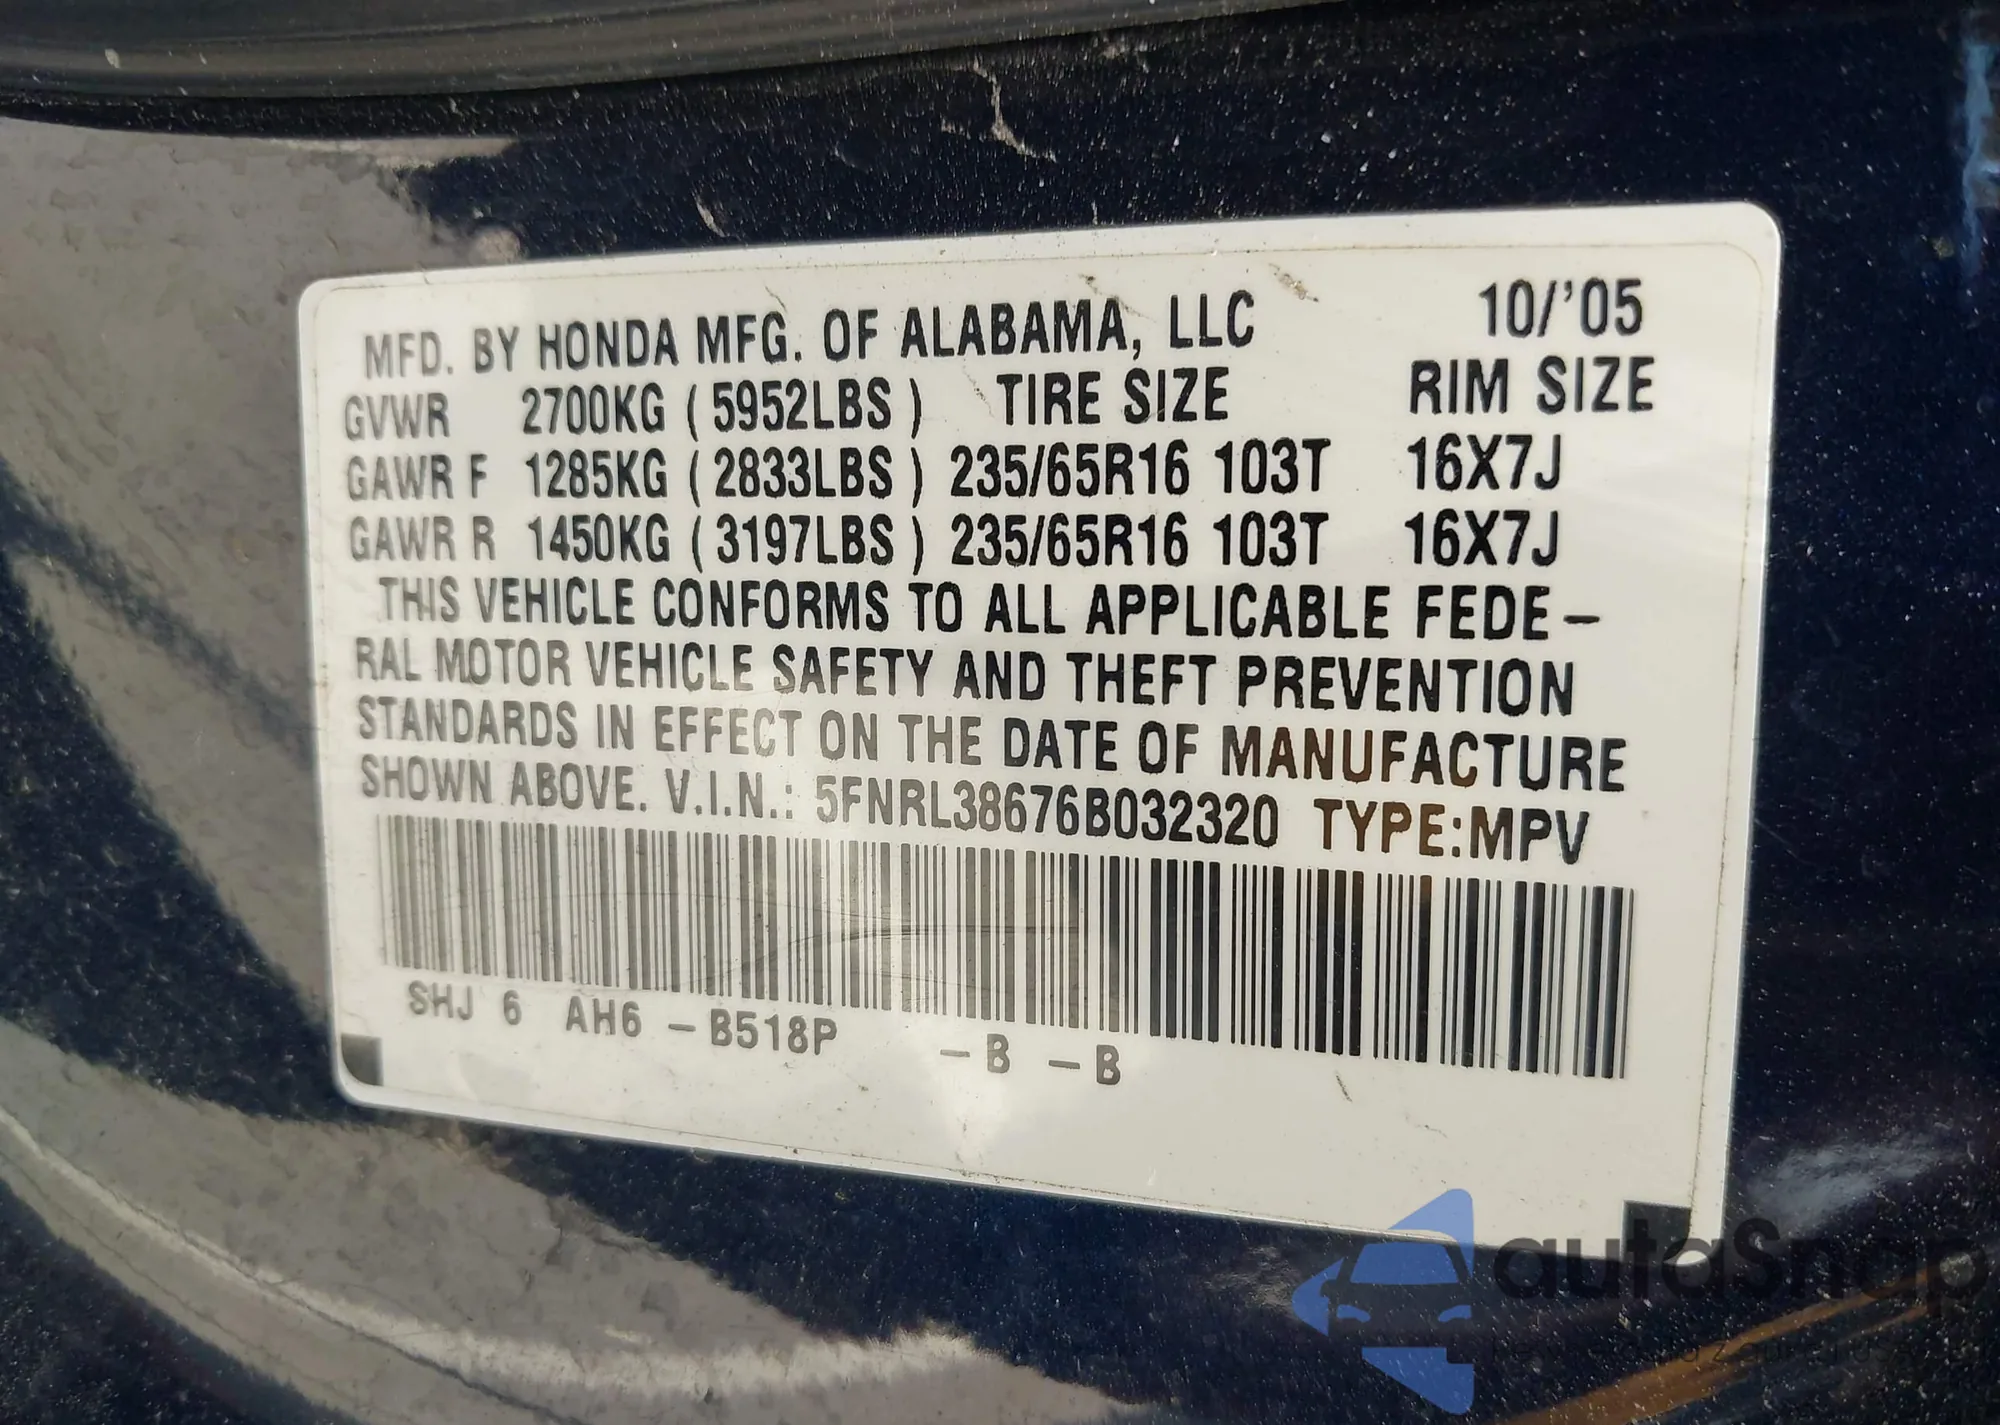 MFD. BY HONDA MFG. OF ALABAMA, LLC 10/'05
GVWR 2700KG ( 5952LBS ) TIRE SIZE RIM SIZE
GAWR F 1285KG ( 2833LBS ) 235/65R16 103T 16X7J
GAWR R 1450KG ( 3197LBS ) 235/65R16 103T 16X7J
THIS VEHICLE CONFORMS TO ALL APPLICABLE FEDE–
RAL MOTOR VEHICLE SAFETY AND THEFT PREVENTION
STANDARDS IN EFFECT ON THE DATE OF MANUFACTURE
SHOWN ABOVE. V.I.N.: 5FNRL38676B032320 TYPE:MPV
SHJ 6 AH6 – B518P – B – B
autaSnap